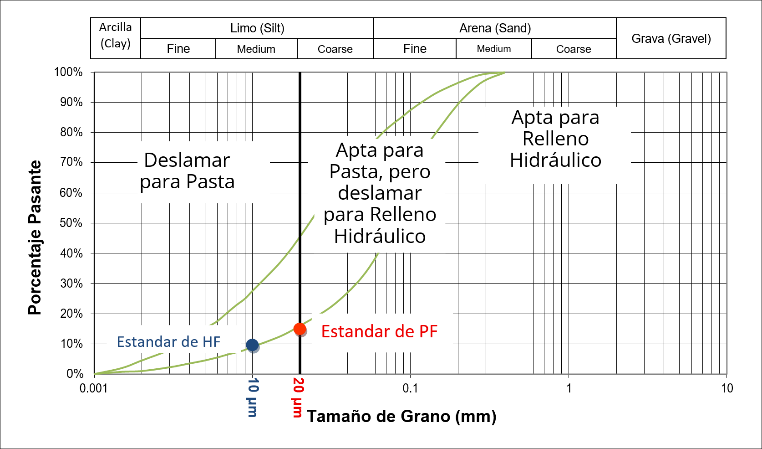 Arcilla
(Clay)
Limo (Silt)
Arena (Sand)
Grava (Gravel)
Fine
Medium
Coarse
Fine
Medium
Coarse
Porcentaje Pasante
100%
90%
80%
70%
60%
50%
40%
30%
20%
10%
0%
Deslamar
para Pasta
Apta para
Pasta, pero
deslamar
para Relleno
Hidráulico
Apta para
Relleno
Hidráulico
Estandar de HF
Estandar de PF
0.001
10 µm
20 µm
0.1
1
10
Tamaño de Grano (mm)